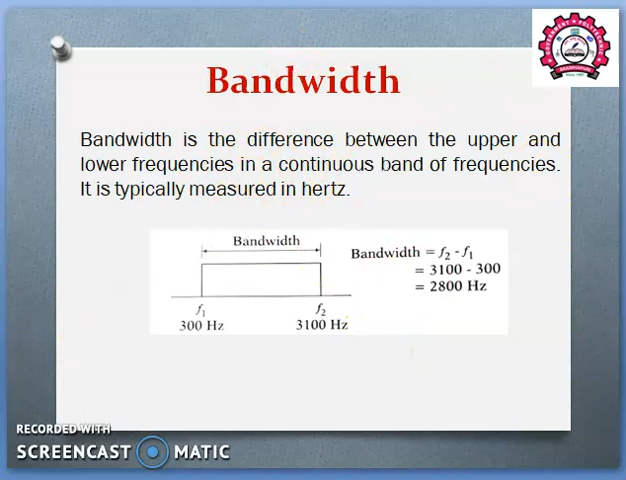 Bandwidth
Bandwidth is the difference between the upper and
lower frequencies in a continuous band of frequencies.
It is typically measured in hertz.
Bandwidth
Bandwidth = f₂ - f₁
= 3100 - 300
= 2800 Hz
f₁
f₂
300 Hz
3100 Hz
RECORDED WITH
SCREENCAST MATIC